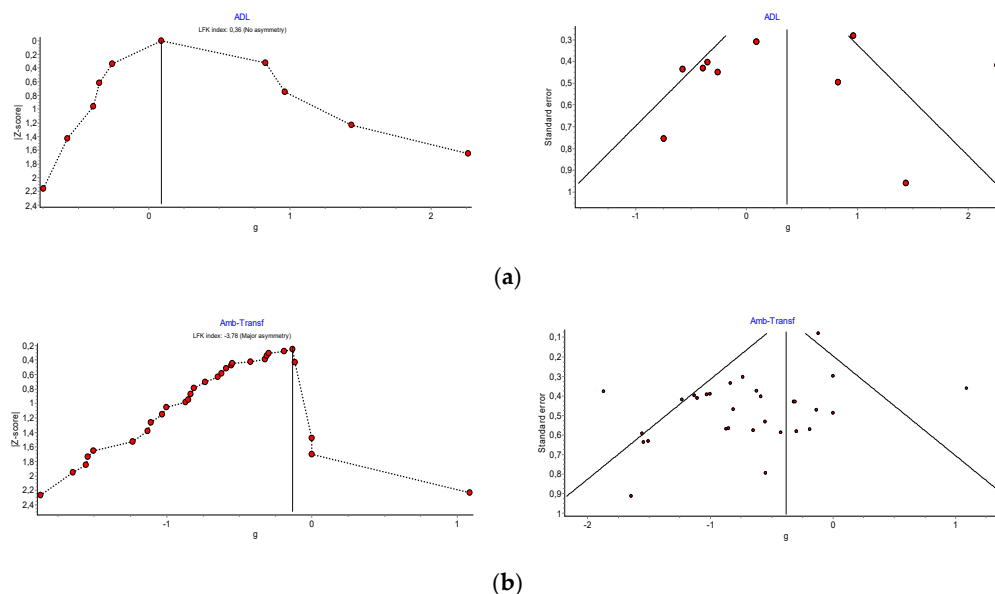 ADL
LFK index: 0,36 (No asymmetry)
|Z-score|
0
0,2
0,4
0,6
0,8
1
1,2
1,4
1,6
1,8
2
2,2
2,4
0 1 2
g
ADL
Standard error
0,3
0,4
0,5
0,6
0,7
0,8
0,9
1
-1 0 1 2
g
(a)
Amb-Transf
LFK index: -3,78 (Major asymmetry)
|Z-score|
0,2
0,4
0,6
0,8
1
1,2
1,4
1,6
1,8
2
2,2
2,4
-1 0 1
g
Amb-Transf
Standard error
0,1
0,2
0,3
0,4
0,5
0,6
0,7
0,8
0,9
1
-2 -1 0 1
g
(b)